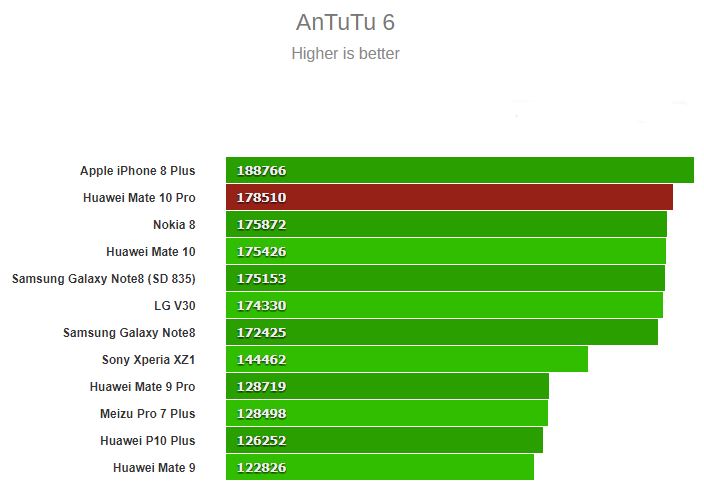 AnTuTu 6
Higher is better
Apple iPhone 8 Plus 188766
Huawei Mate 10 Pro 178510
Nokia 8 175872
Huawei Mate 10 175426
Samsung Galaxy Note8 (SD 835) 175153
LG V30 174330
Samsung Galaxy Note8 172425
Sony Xperia XZ1 144462
Huawei Mate 9 Pro 128719
Meizu Pro 7 Plus 128498
Huawei P10 Plus 126252
Huawei Mate 9 122826